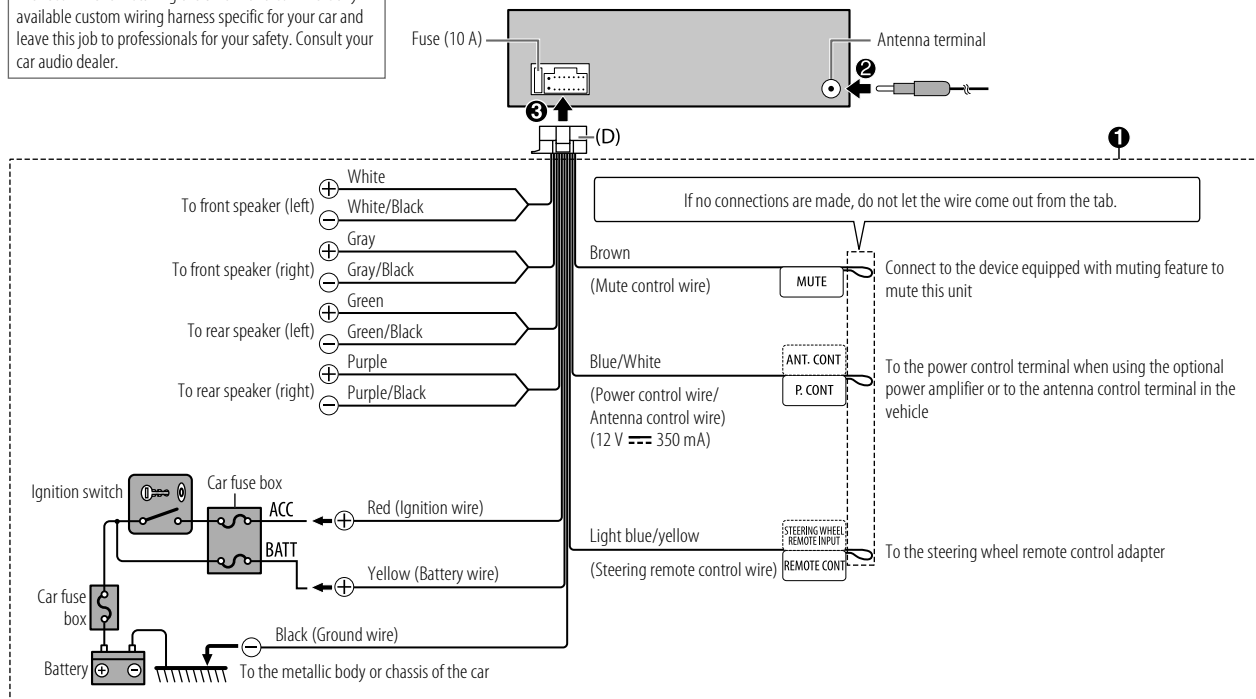 available custom wiring harness specific for your car and
leave this job to professionals for your safety. Consult your
car audio dealer.
Fuse (10 A)
Antenna terminal
2
3
(D)
1
To front speaker (left)
White
White/Black
To front speaker (right)
Gray
Gray/Black
To rear speaker (left)
Green
Green/Black
To rear speaker (right)
Purple
Purple/Black
If no connections are made, do not let the wire come out from the tab.
Brown
(Mute control wire)
MUTE
Connect to the device equipped with muting feature to
mute this unit
Blue/White
(Power control wire/
Antenna control wire)
(12 V ⎓ 350 mA)
ANT. CONT
P. CONT
To the power control terminal when using the optional
power amplifier or to the antenna control terminal in the
vehicle
Ignition switch
Car fuse box
ACC
BATT
Red (Ignition wire)
Yellow (Battery wire)
Light blue/yellow
(Steering remote control wire)
STEERING WHEEL
REMOTE INPUT
REMOTE CONT
To the steering wheel remote control adapter
Car fuse
box
Battery
Black (Ground wire)
To the metallic body or chassis of the car